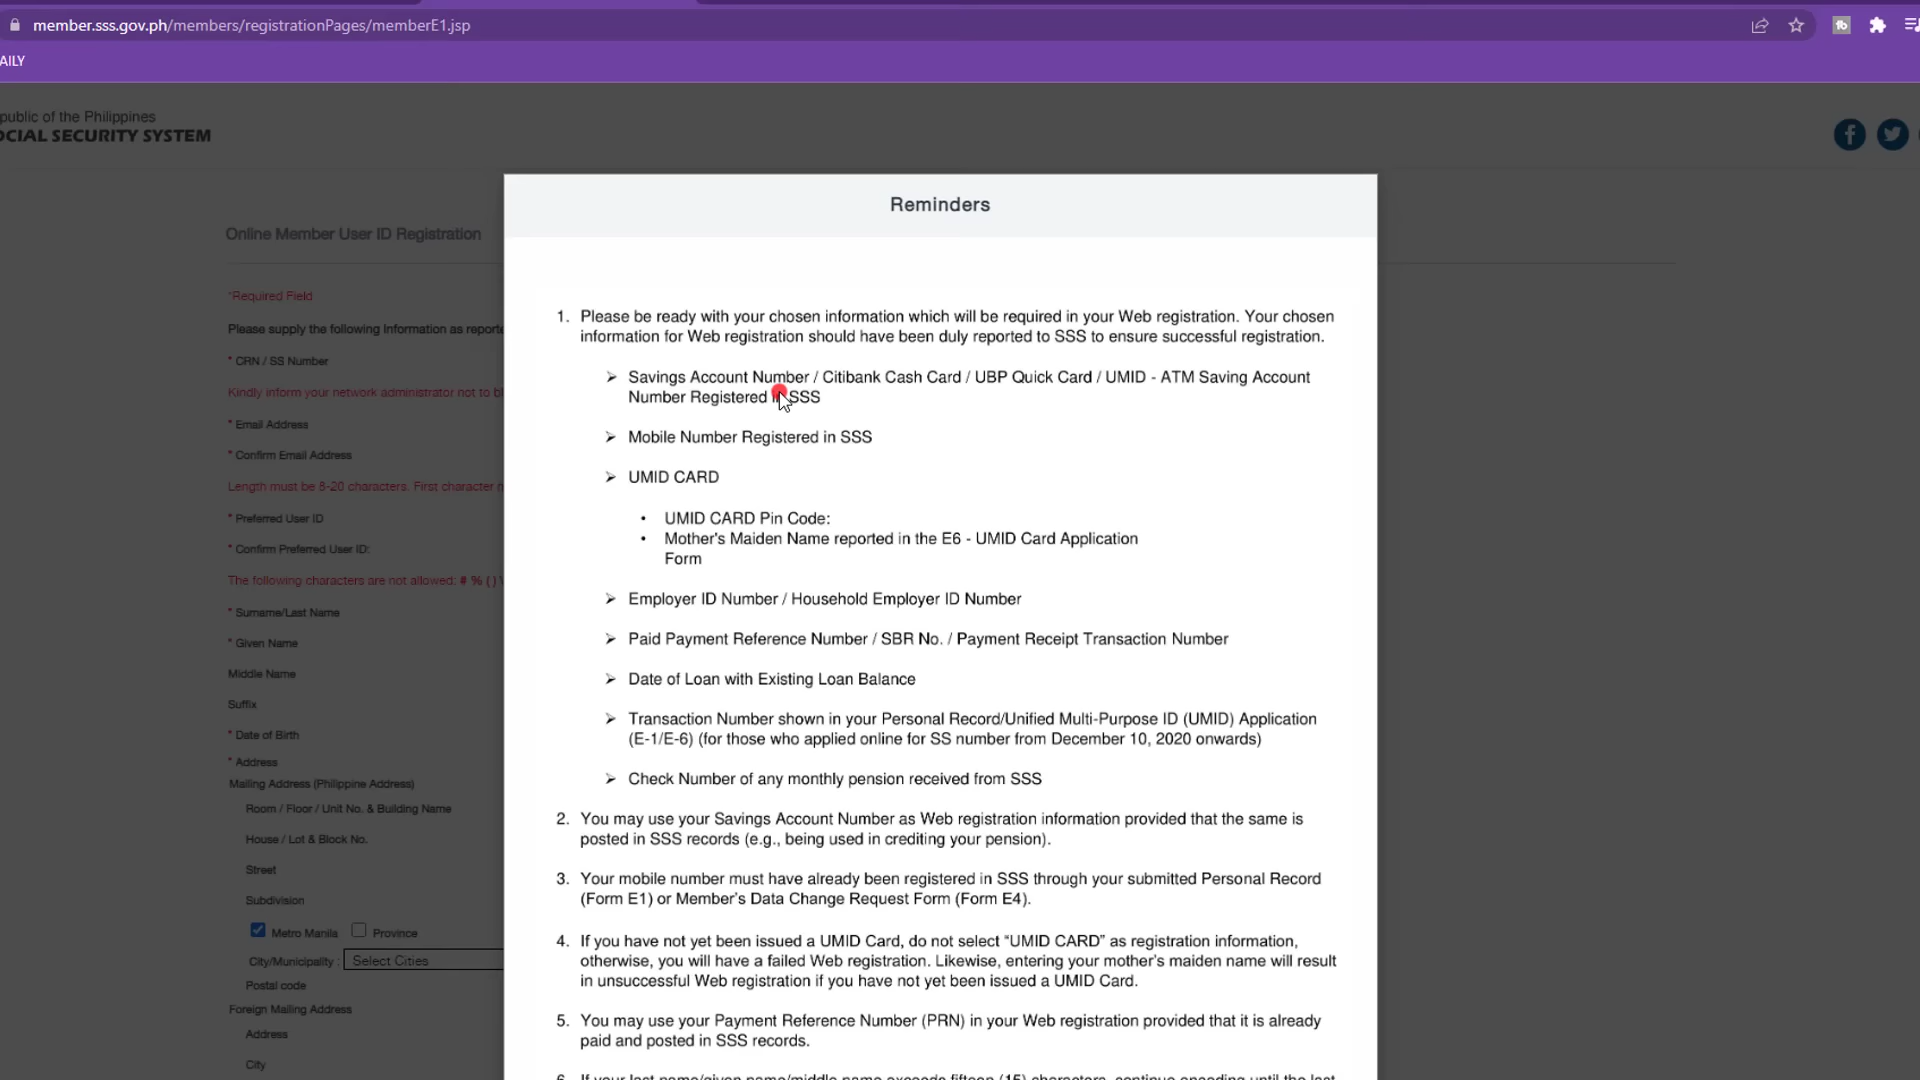 member.sss.gov.ph/members/registrationPages/memberE1.jsp
AILY
public of the Philippines
OCIAL SECURITY SYSTEM
Reminders
Online Member User ID Registration
*Required Field
Please supply the following Information as reporte
* CRN / SS Number
Kindly inform your network administrator not to bl
* Email Address
* Confirm Email Address
Length must be 8-20 characters. First character n
* Preferred User ID
* Confirm Preferred User ID:
The following characters are not allowed: # % ( ) \
* Surname/Last Name
* Given Name
Middle Name
Suffix
* Date of Birth
* Address
Mailing Address (Philippine Address)
Room / Floor / Unit No. & Building Name
House / Lot & Block No.
Street
Subdivision
Metro Manila Province
City/Municipality : Select Cities
Postal code
Foreign Mailing Address
Address
City
1. Please be ready with your chosen information which will be required in your Web registration. Your chosen
information for Web registration should have been duly reported to SSS to ensure successful registration.
➢ Savings Account Number / Citibank Cash Card / UBP Quick Card / UMID - ATM Saving Account
Number Registered in SSS
➢ Mobile Number Registered in SSS
➢ UMID CARD
• UMID CARD Pin Code:
• Mother's Maiden Name reported in the E6 - UMID Card Application
Form
➢ Employer ID Number / Household Employer ID Number
➢ Paid Payment Reference Number / SBR No. / Payment Receipt Transaction Number
➢ Date of Loan with Existing Loan Balance
➢ Transaction Number shown in your Personal Record/Unified Multi-Purpose ID (UMID) Application
(E-1/E-6) (for those who applied online for SS number from December 10, 2020 onwards)
➢ Check Number of any monthly pension received from SSS
2. You may use your Savings Account Number as Web registration information provided that the same is
posted in SSS records (e.g., being used in crediting your pension).
3. Your mobile number must have already been registered in SSS through your submitted Personal Record
(Form E1) or Member's Data Change Request Form (Form E4).
4. If you have not yet been issued a UMID Card, do not select “UMID CARD” as registration information,
otherwise, you will have a failed Web registration. Likewise, entering your mother's maiden name will result
in unsuccessful Web registration if you have not yet been issued a UMID Card.
5. You may use your Payment Reference Number (PRN) in your Web registration provided that it is already
paid and posted in SSS records.
6. If your last name/given name/middle name exceeds fifteen (15) characters, continue encoding until the last